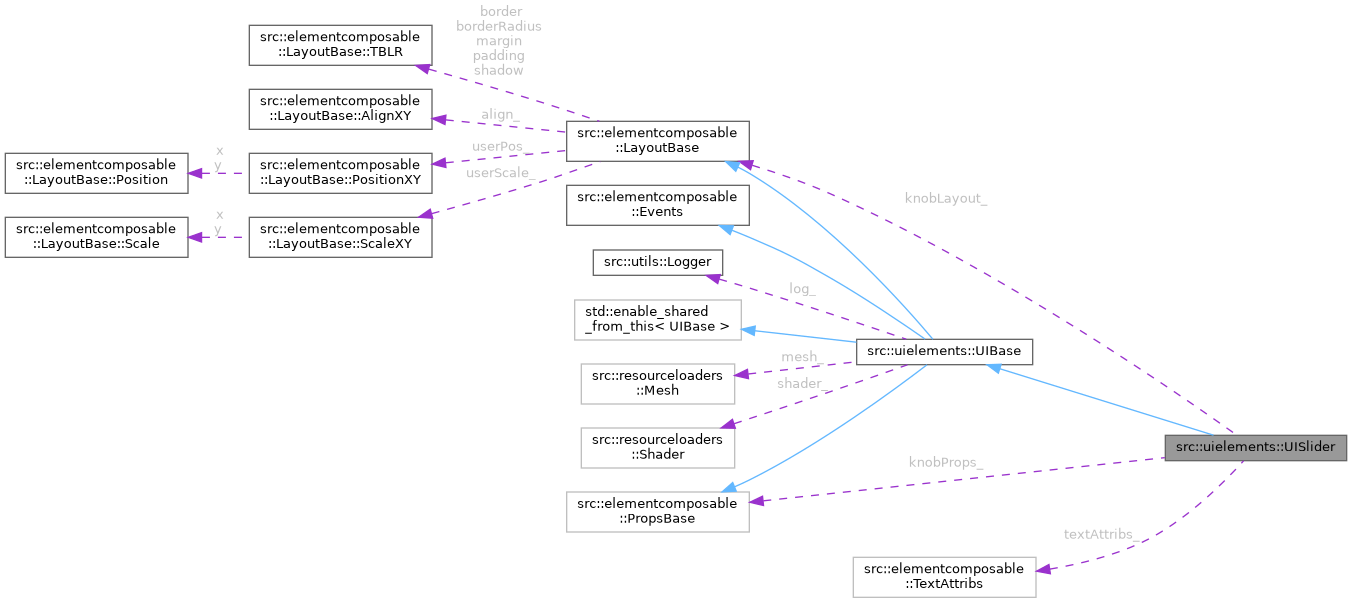 border
borderRadius
margin
padding
shadow
src::elementcomposable
::LayoutBase::TBLR
src::elementcomposable
::LayoutBase::AlignXY
align_
src::elementcomposable
::LayoutBase
userPos_
userScale_
src::elementcomposable
::LayoutBase::Position
x
y
src::elementcomposable
::LayoutBase::PositionXY
src::elementcomposable
::LayoutBase::Scale
x
y
src::elementcomposable
::LayoutBase::ScaleXY
src::elementcomposable
::Events
knobLayout_
src::utils::Logger
log_
std::enable_shared
_from_this< UIBase >
src::uielements::UIBase
src::resourceloaders
::Mesh
mesh_
shader_
src::resourceloaders
::Shader
src::uielements::UISlider
knobProps_
src::elementcomposable
::PropsBase
textAttribs_
src::elementcomposable
::TextAttribs